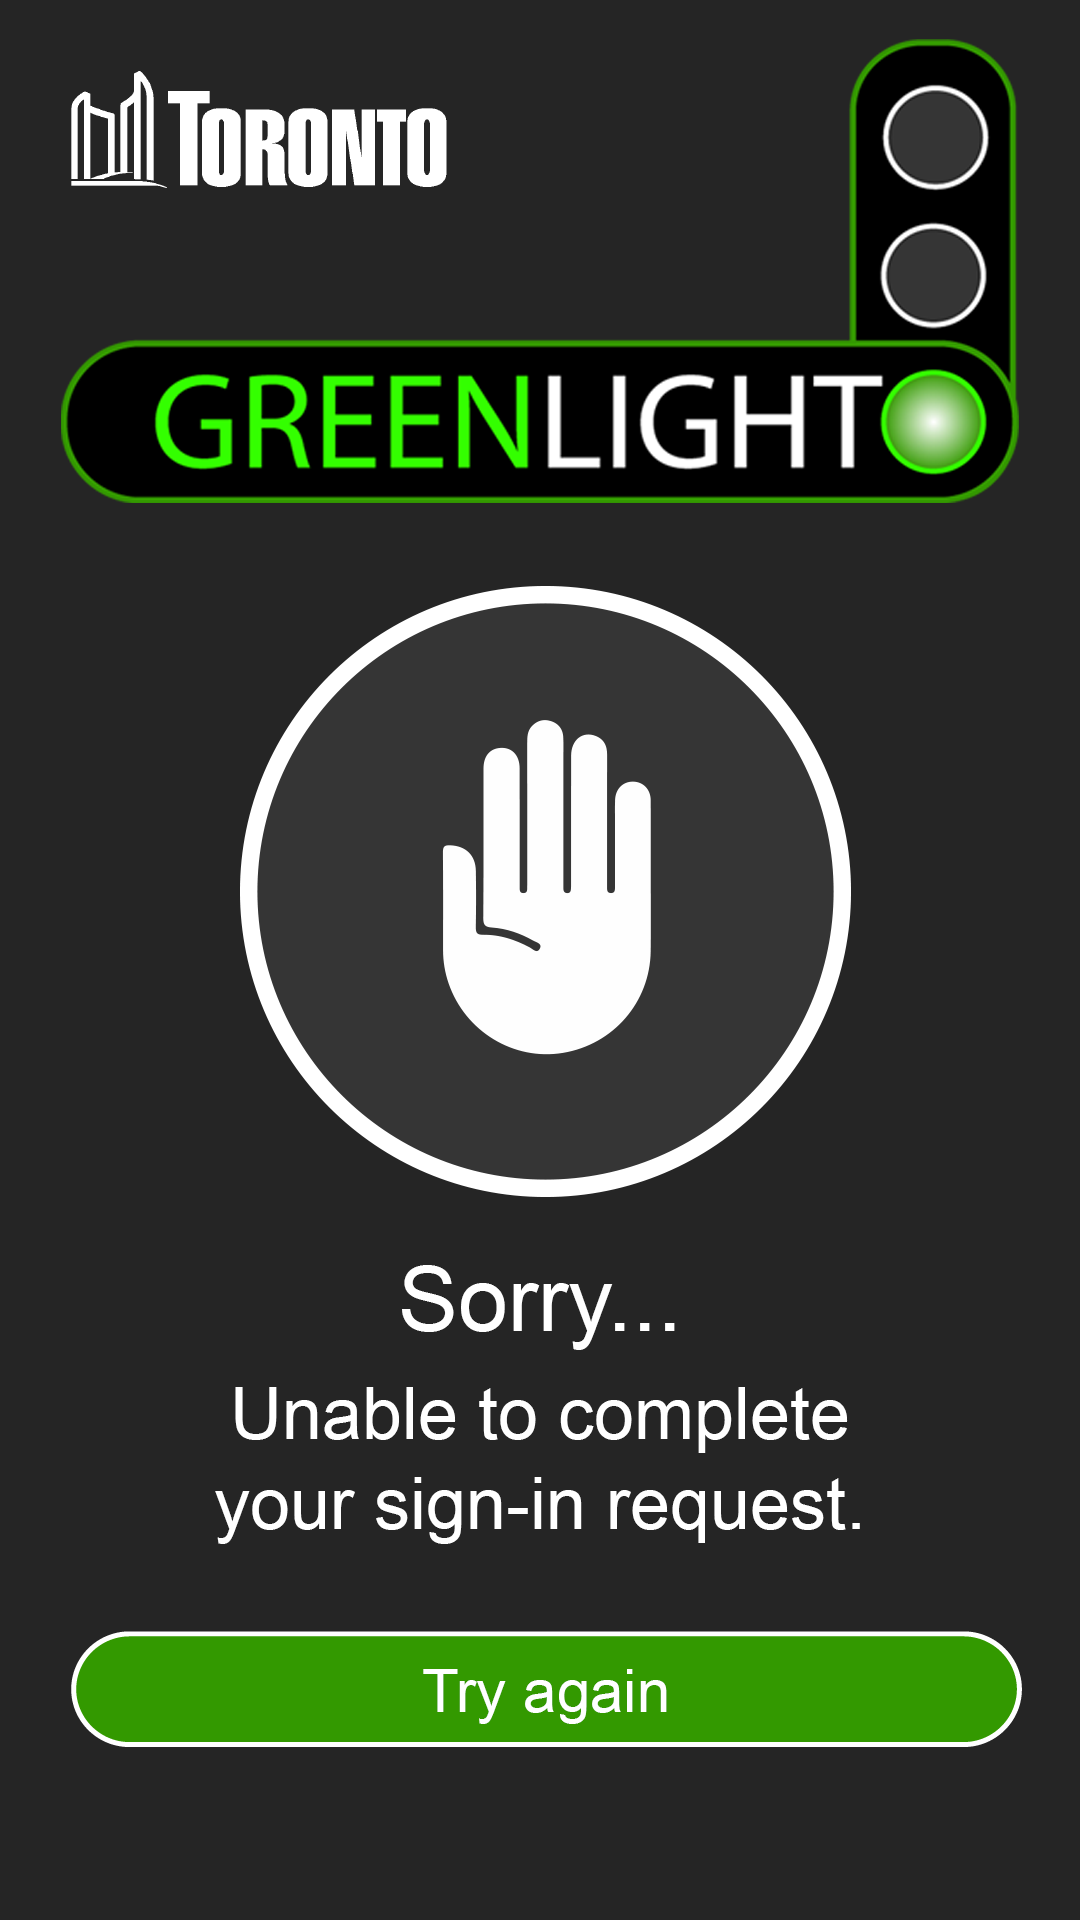 TORONTO
GREENLIGHT
Sorry...
Unable to complete
your sign-in request.
Try again